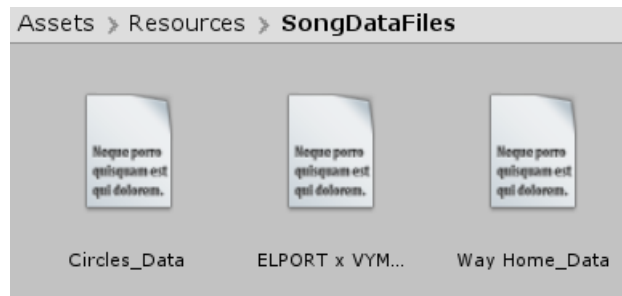 Assets > Resources > SongDataFiles
Neque porro
quisquam est
qui dolorem.
Neque porro
quisquam est
qui dolorem.
Neque porro
quisquam est
qui dolorem.
Circles_Data
ELPORT x VYM...
Way Home_Data